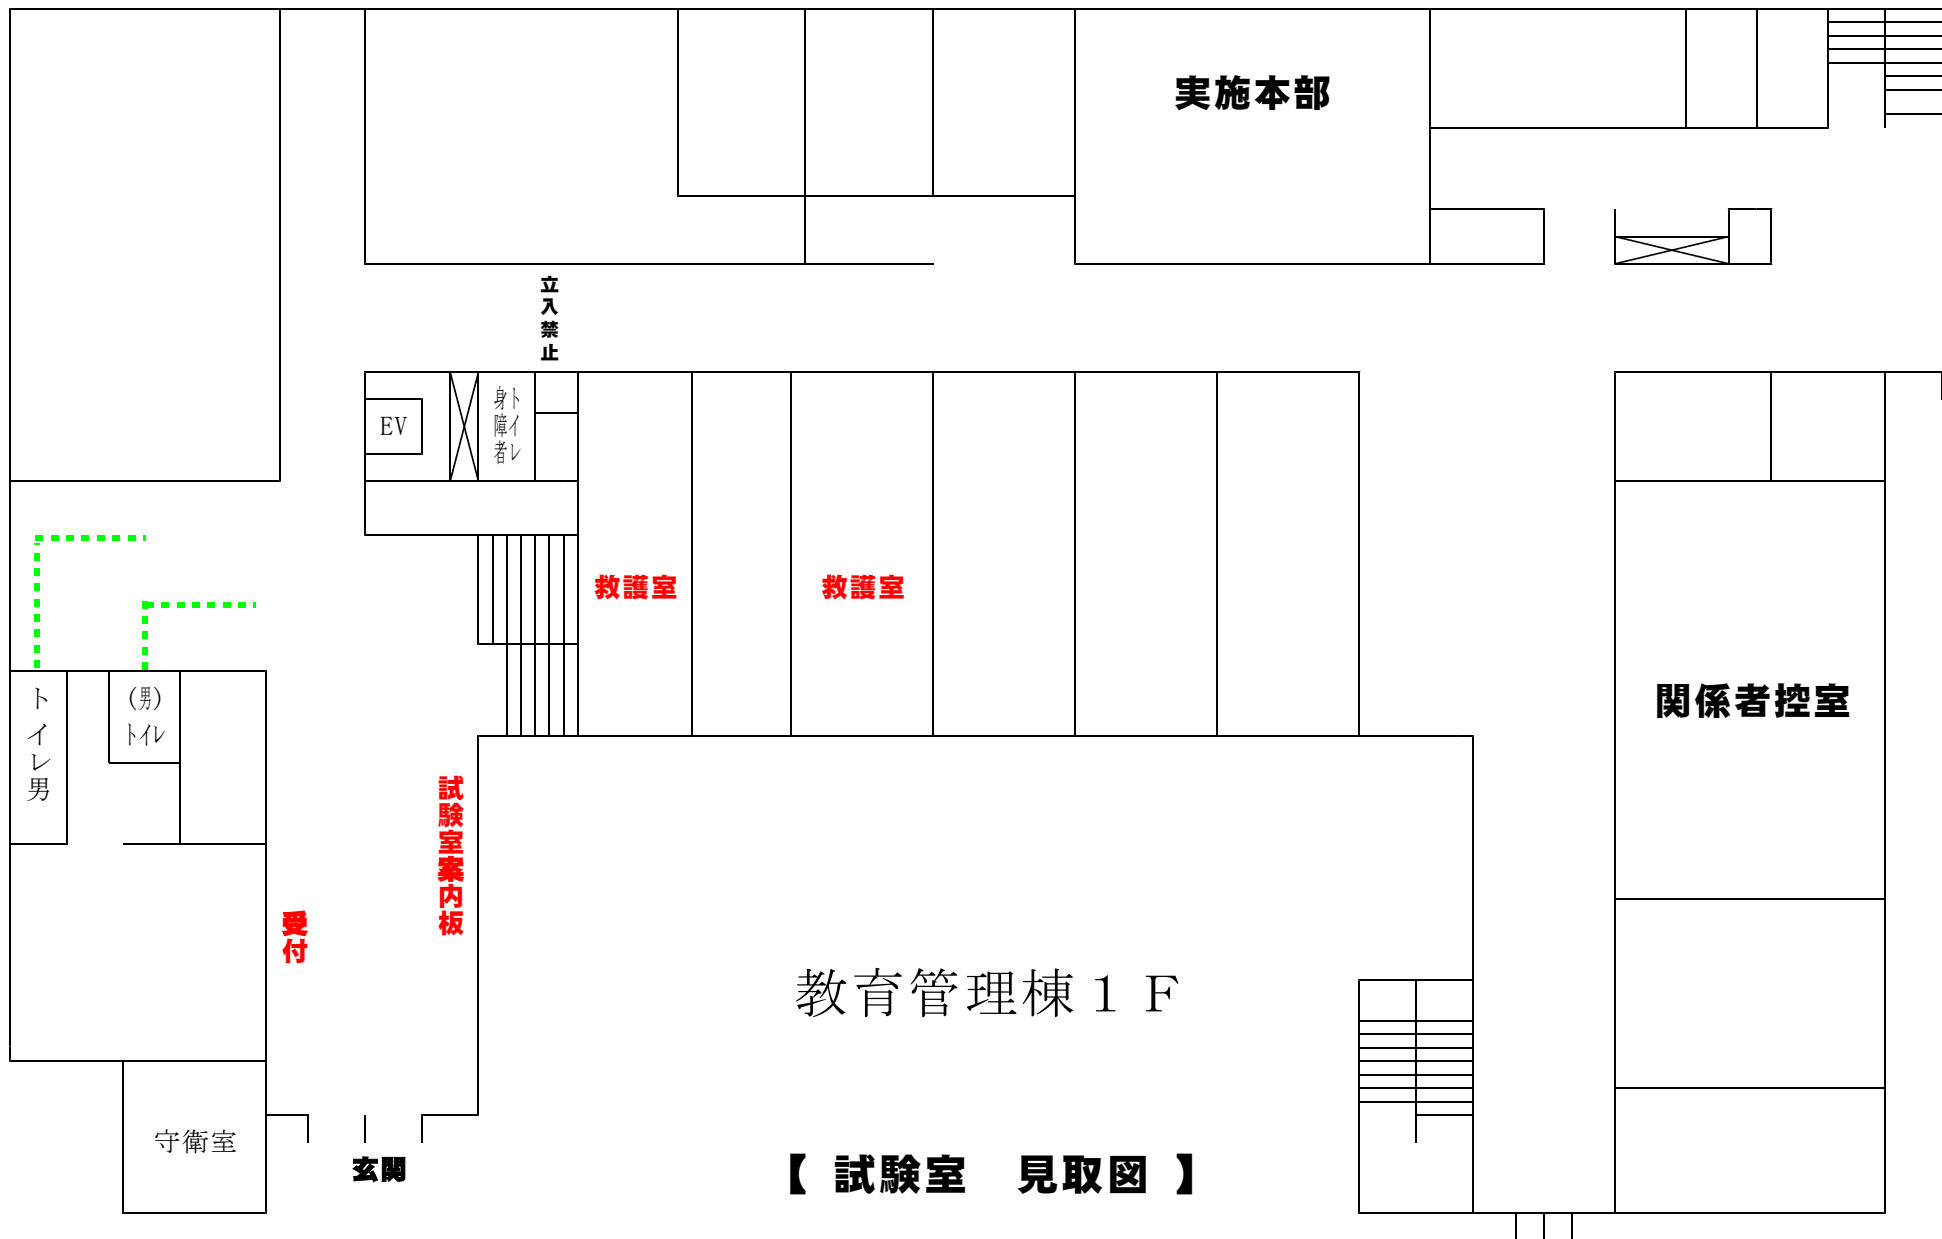 実施本部
立入禁止
EV
身障者
トイレ
救護室
救護室
トイレ男
(男)
トイレ
関係者控室
試験室案内板
受付
教育管理棟１Ｆ
守衛室
玄関
【 試験室　見取図 】